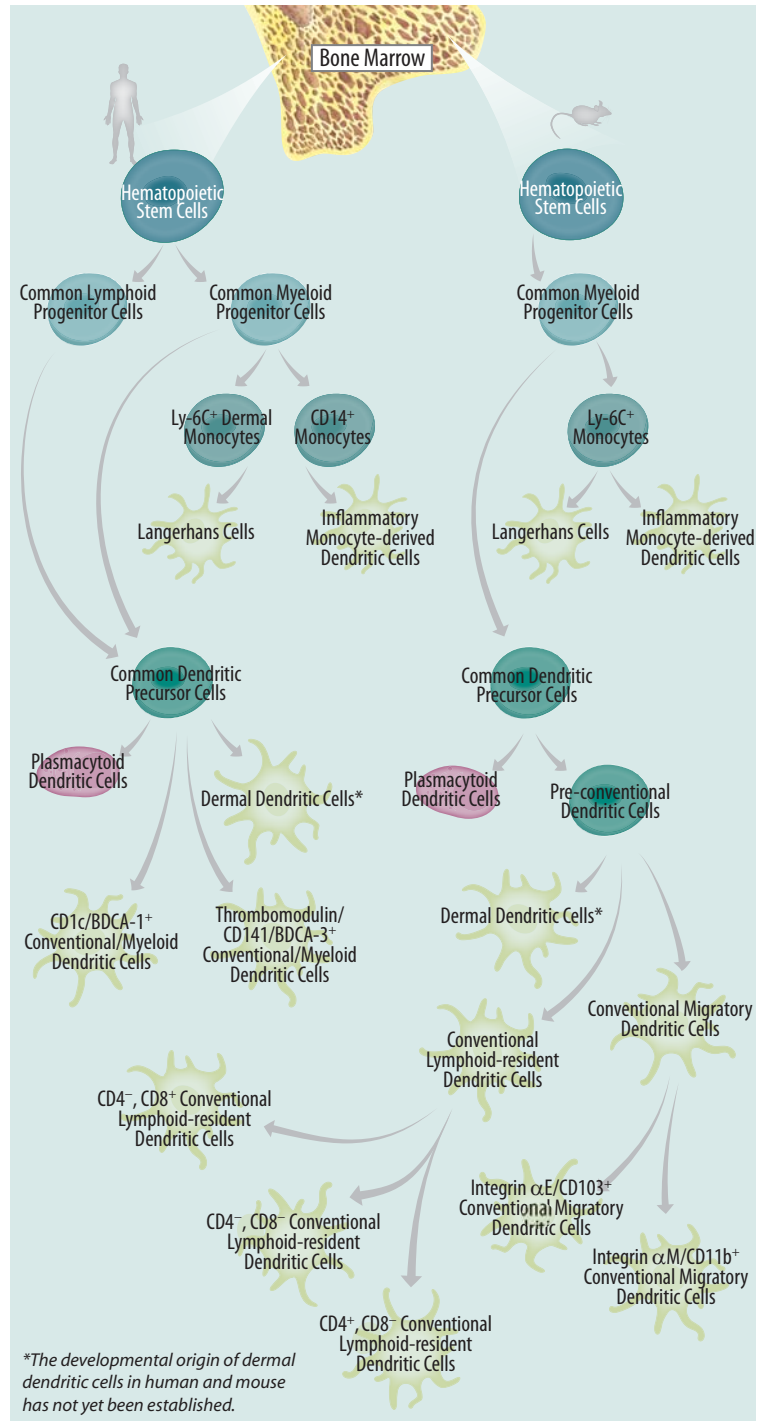 Bone Marrow
Hematopoietic
Stem Cells
Hematopoietic
Stem Cells
Common Lymphoid
Progenitor Cells
Common Myeloid
Progenitor Cells
Common Myeloid
Progenitor Cells
Ly-6C⁺ Dermal
Monocytes
CD14⁺
Monocytes
Ly-6C⁺
Monocytes
Langerhans Cells
Inflammatory
Monocyte-derived
Dendritic Cells
Langerhans Cells
Inflammatory
Monocyte-derived
Dendritic Cells
Common Dendritic
Precursor Cells
Common Dendritic
Precursor Cells
Plasmacytoid
Dendritic Cells
Dermal Dendritic Cells*
Plasmacytoid
Dendritic Cells
Pre-conventional
Dendritic Cells
CD1c/BDCA-1⁺
Conventional/Myeloid
Dendritic Cells
Thrombomodulin/
CD141/BDCA-3⁺
Conventional/Myeloid
Dendritic Cells
Dermal Dendritic Cells*
Conventional
Lymphoid-resident
Dendritic Cells
Conventional Migratory
Dendritic Cells
CD4⁻, CD8⁺ Conventional
Lymphoid-resident
Dendritic Cells
CD4⁻, CD8⁻ Conventional
Lymphoid-resident
Dendritic Cells
CD4⁺, CD8⁻ Conventional
Lymphoid-resident
Dendritic Cells
Integrin αE/CD103⁺
Conventional Migratory
Dendritic Cells
Integrin αM/CD11b⁺
Conventional Migratory
Dendritic Cells
*The developmental origin of dermal
dendritic cells in human and mouse
has not yet been established.